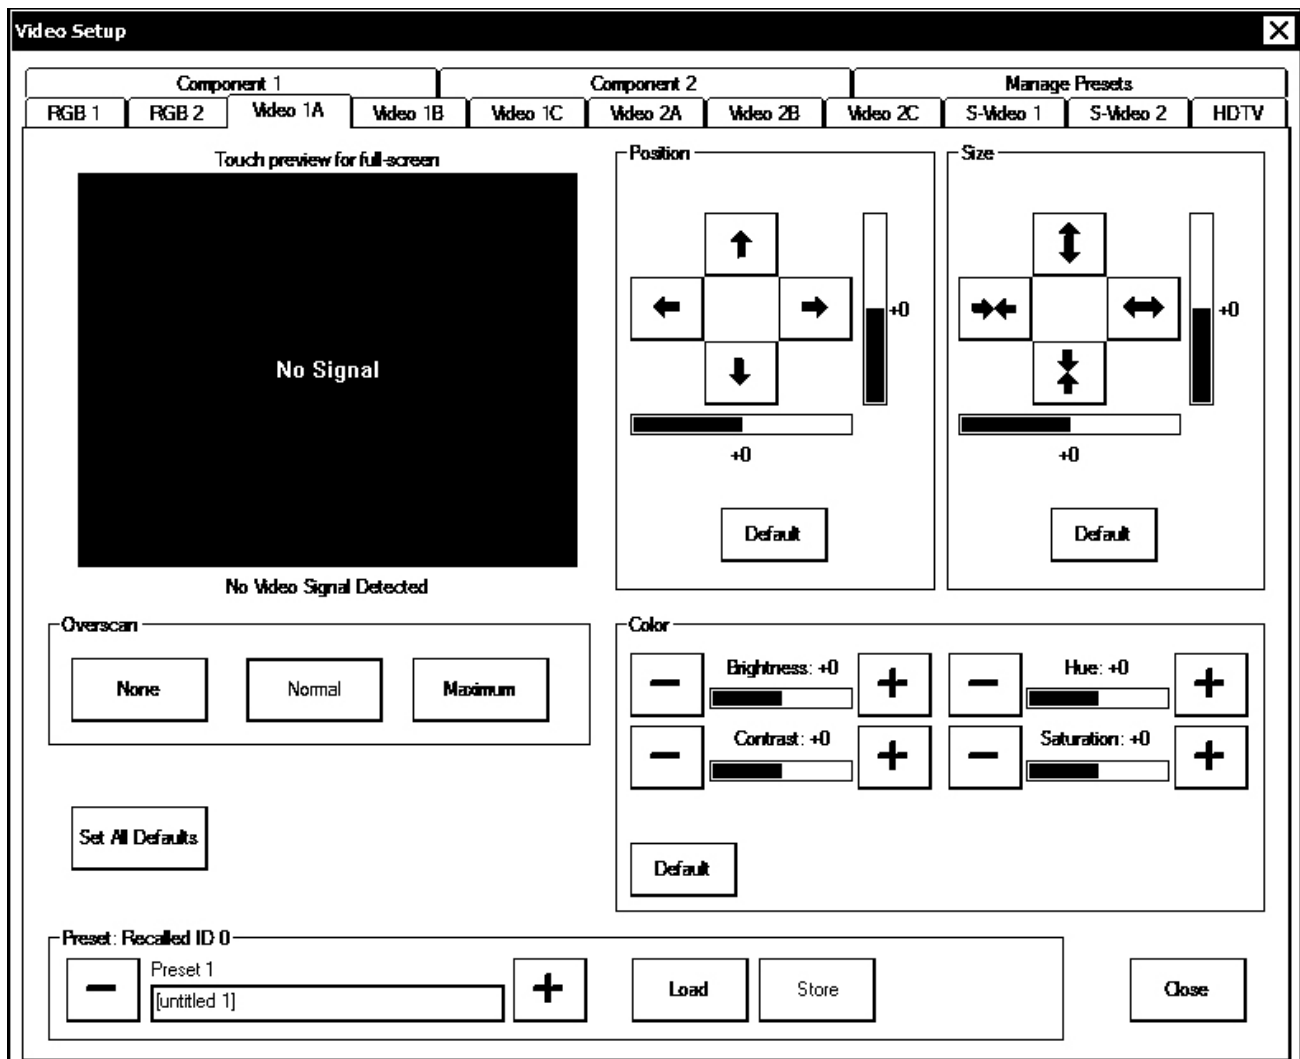 Video Setup
Component 1 Component 2 Manage Presets
RGB 1 RGB 2 Video 1A Video 1B Video 1C Video 2A Video 2B Video 2C S-Video 1 S-Video 2 HDTV
Touch preview for full-screen
Position
Size
No Signal
+0
+0
+0
+0
Default
Default
No Video Signal Detected
Overscan
None Normal Maximum
Color
Brightness: +0
Hue: +0
Contrast: +0
Saturation: +0
Default
Set All Defaults
Preset: Recalled ID 0
Preset 1
[untitled 1]
Load
Store
Close